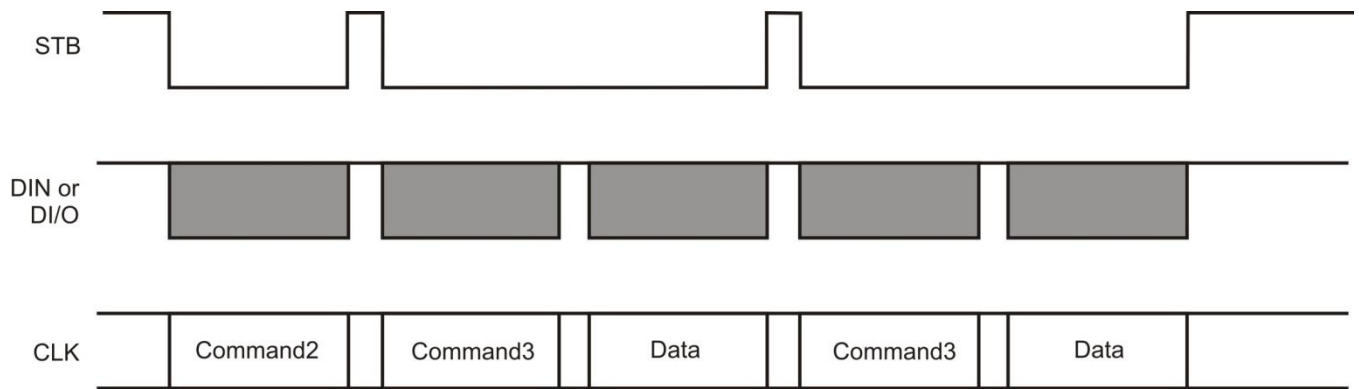 STB
DIN or
DI/O
CLK
Command2
Command3
Data
Command3
Data